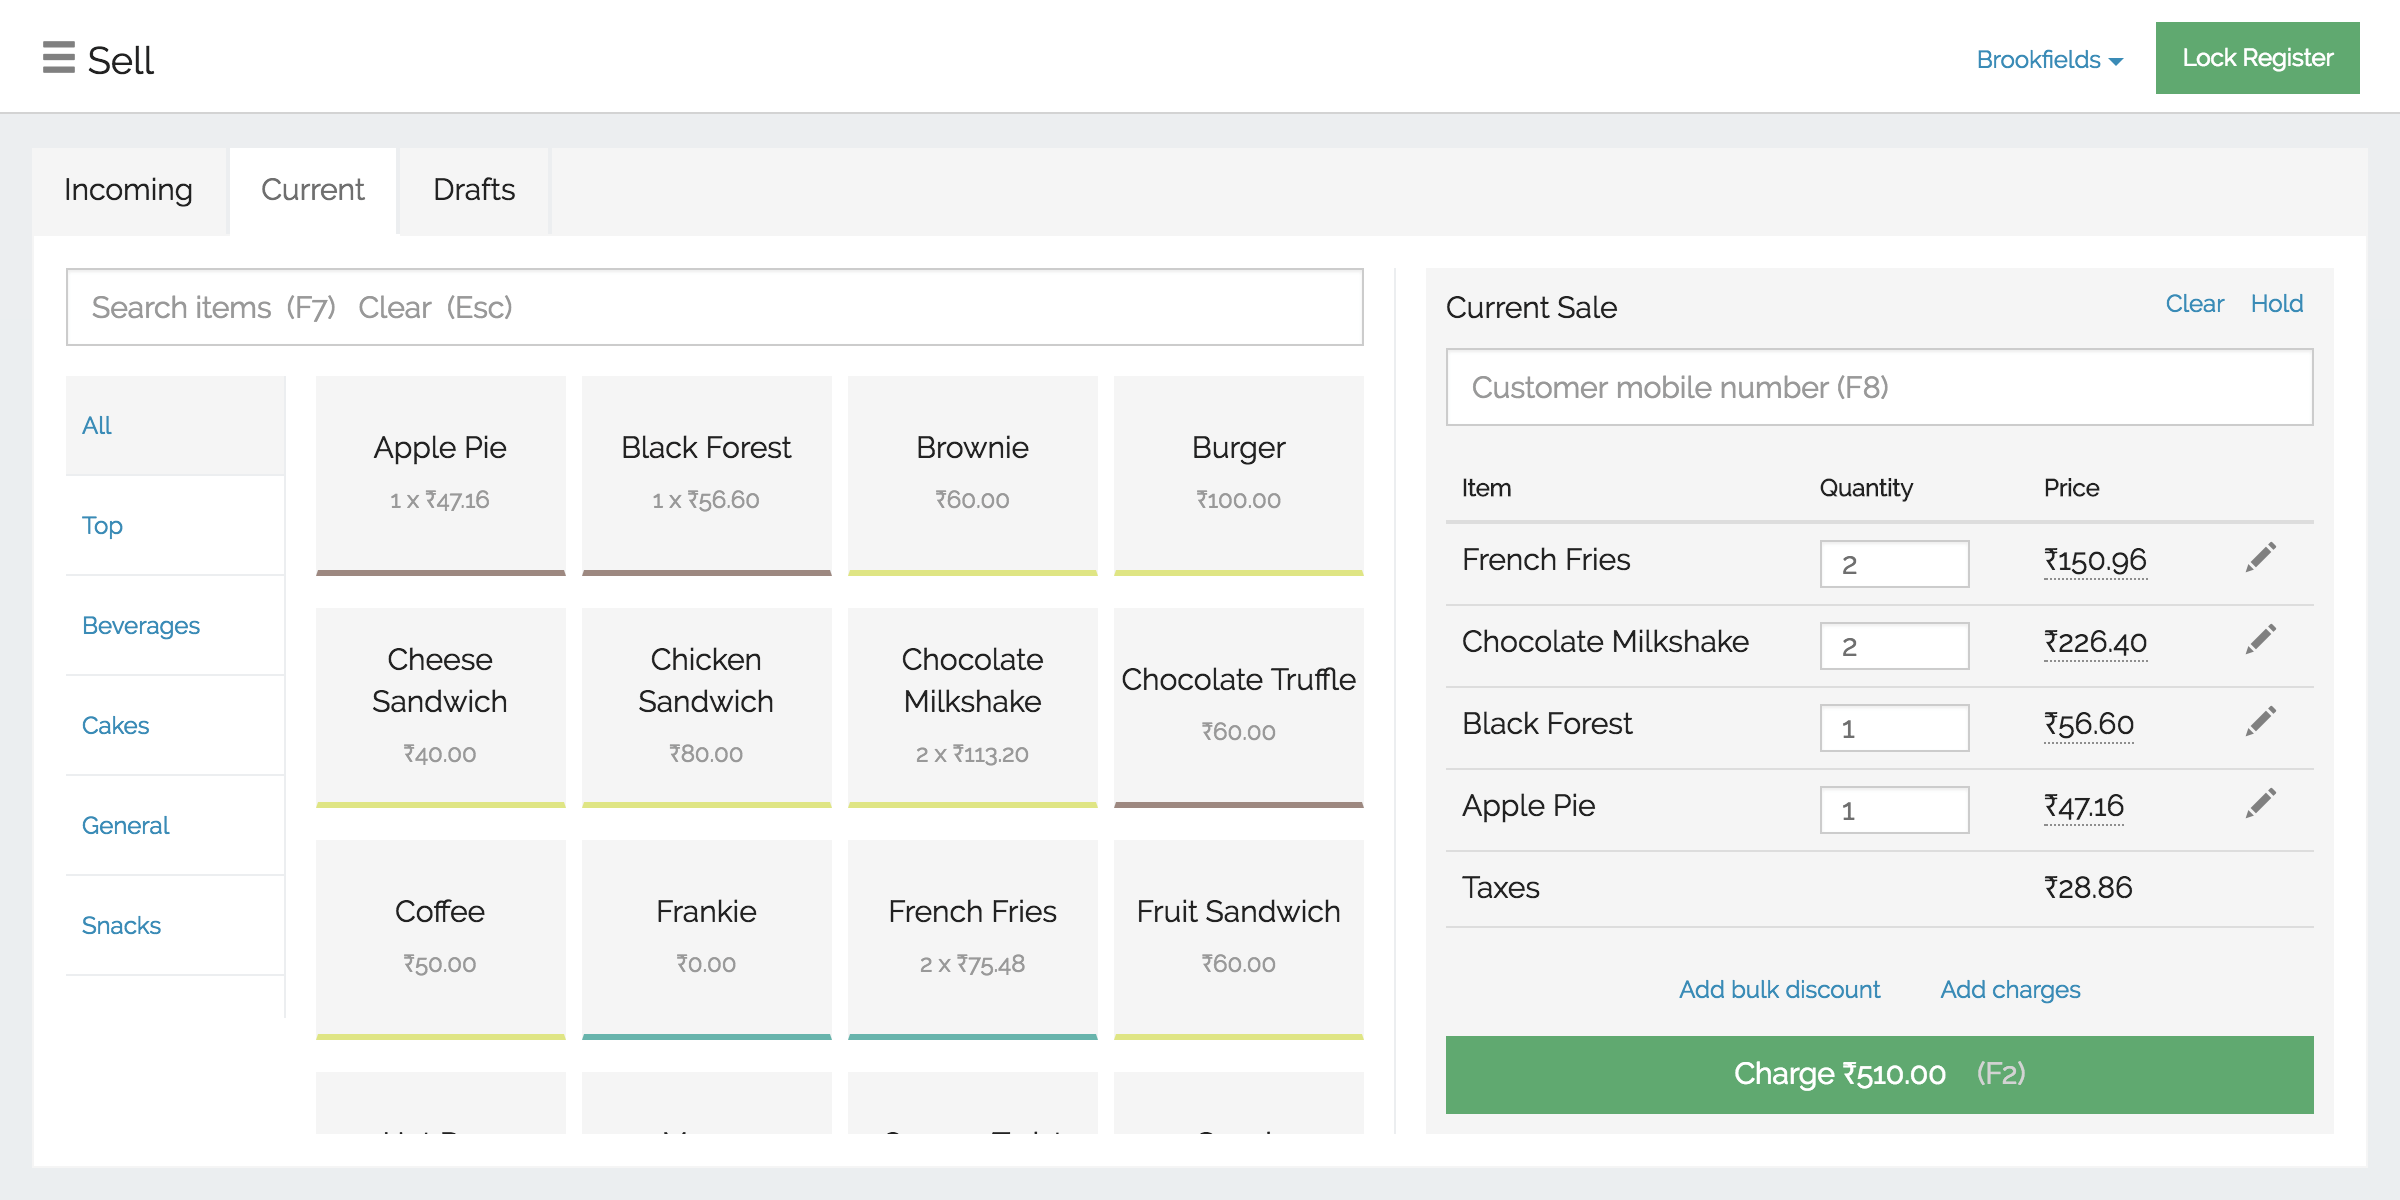 Sell
Brookfields
Lock Register
Incoming
Current
Drafts
Search items (F7) Clear (Esc)
All
Top
Beverages
Cakes
General
Snacks
Apple Pie
1 x ₹47.16
Black Forest
1 x ₹56.60
Brownie
₹60.00
Burger
₹100.00
Cheese
Sandwich
₹40.00
Chicken
Sandwich
₹80.00
Chocolate
Milkshake
2 x ₹113.20
Chocolate Truffle
₹60.00
Coffee
₹50.00
Frankie
₹0.00
French Fries
2 x ₹75.48
Fruit Sandwich
₹60.00
Current Sale
Clear Hold
Customer mobile number (F8)
Item Quantity Price
French Fries 2 ₹150.96
Chocolate Milkshake 2 ₹226.40
Black Forest 1 ₹56.60
Apple Pie 1 ₹47.16
Taxes ₹28.86
Add bulk discount Add charges
Charge ₹510.00 (F2)